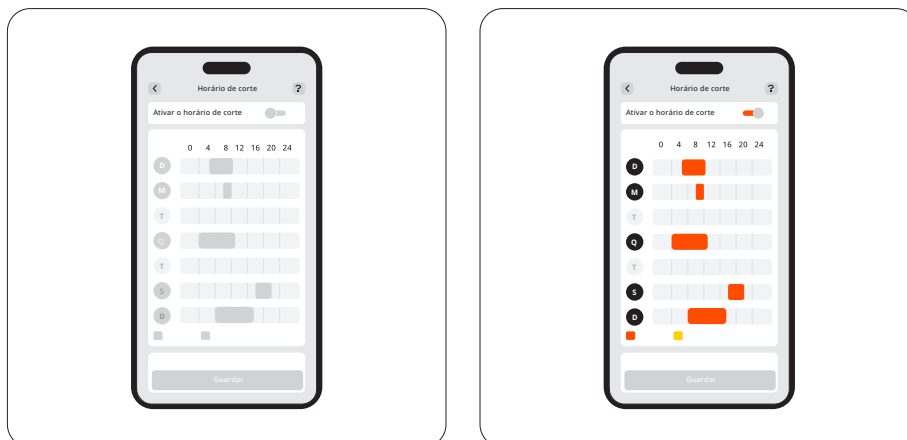 Horário de corte
?
Ativar o horário de corte
0 4 8 12 16 20 24
D
M
T
Q
T
S
D
Guardar
Horário de corte
?
Ativar o horário de corte
0 4 8 12 16 20 24
D
M
T
Q
T
S
D
Guardar